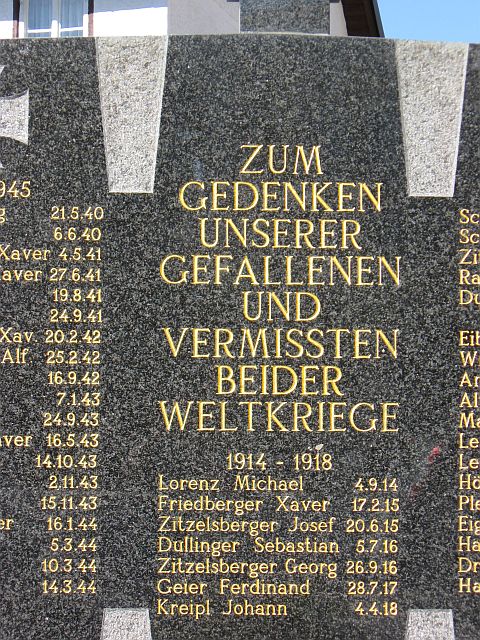 1945
21.5.40
6.6.40
Xaver 4.5.41
Xaver 27.6.41
19.8.41
24.9.41
Xav. 20.2.42
Alf. 25.2.42
16.9.42
7.1.43
24.9.43
16.5.43
14.10.43
2.11.43
15.11.43
16.1.44
5.3.44
10.3.44
14.3.44
ZUM
GEDENKEN
UNSERER
GEFALLENEN
UND
VERMISSTEN
BEIDER
WELTKRIEGE
1914 - 1918
Lorenz Michael 4.9.14
Friedberger Xaver 17.2.15
Zitzelsberger Josef 20.6.15
Dullinger Sebastian 5.7.16
Zitzelsberger Georg 26.9.16
Geier Ferdinand 28.7.17
Kreipl Johann 4.4.18